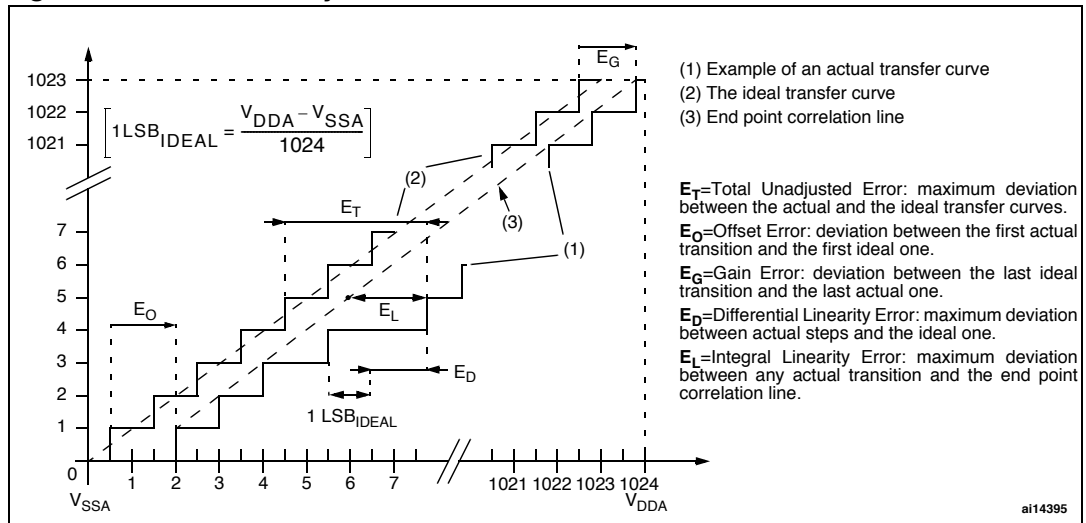 E_G
1023
1022
1021
[1LSB_IDEAL = (V_DDA – V_SSA) / 1024]
(1) Example of an actual transfer curve
(2) The ideal transfer curve
(3) End point correlation line
(2)
E_T
(3)
(1)
7
6
5
4
3
2
1
0
E_O
E_L
E_D
1 LSB_IDEAL
E_T=Total Unadjusted Error: maximum deviation
between the actual and the ideal transfer curves.
E_O=Offset Error: deviation between the first actual
transition and the first ideal one.
E_G=Gain Error: deviation between the last ideal
transition and the last actual one.
E_D=Differential Linearity Error: maximum deviation
between actual steps and the ideal one.
E_L=Integral Linearity Error: maximum deviation
between any actual transition and the end point
correlation line.
1 2 3 4 5 6 7 1021 1022 1023 1024
V_SSA V_DDA
ai14395